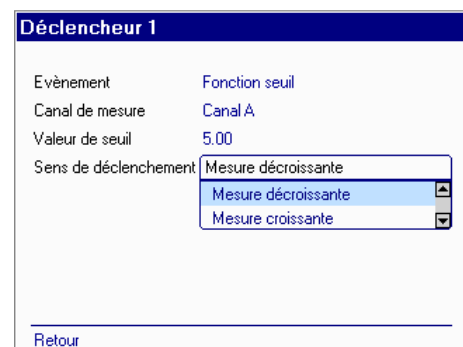 Déclencheur 1
Evènement Fonction seuil
Canal de mesure Canal A
Valeur de seuil 5.00
Sens de déclenchement Mesure décroissante
Mesure décroissante
Mesure croissante
Retour